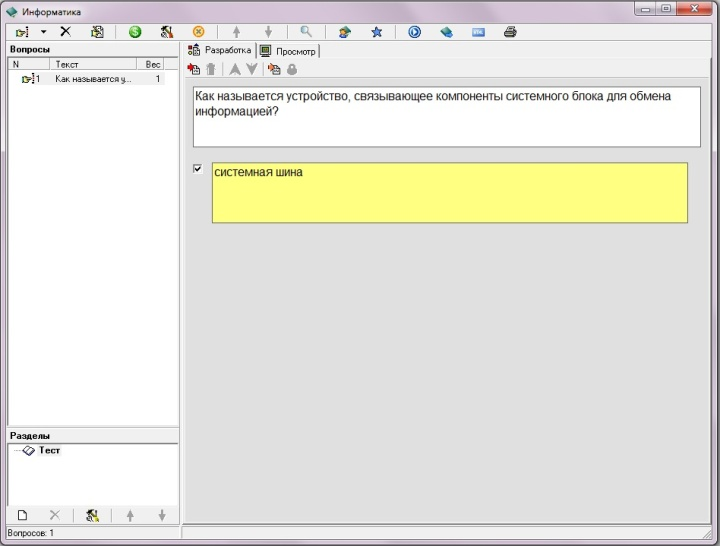 Информатика
Вопросы
N Текст Вес
1 Как называется у... 1
Разработка Просмотр
Как называется устройство, связывающее компоненты системного блока для обмена
информацией?
системная шина
Разделы
Тест
Вопросов: 1